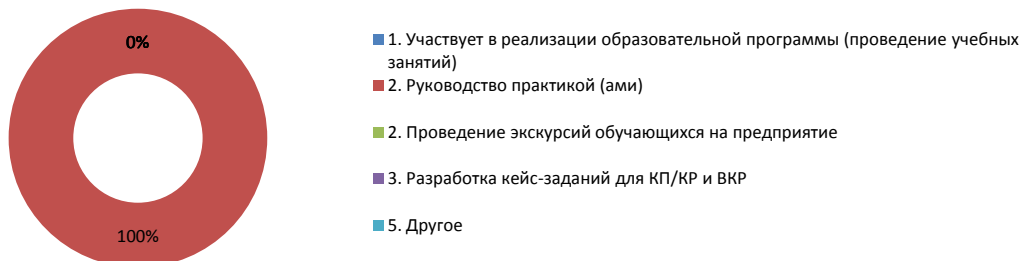 0%
100%
1. Участвует в реализации образовательной программы (проведение учебных
занятий)
2. Руководство практикой (ами)
2. Проведение экскурсий обучающихся на предприятие
3. Разработка кейс-заданий для КП/КР и ВКР
5. Другое